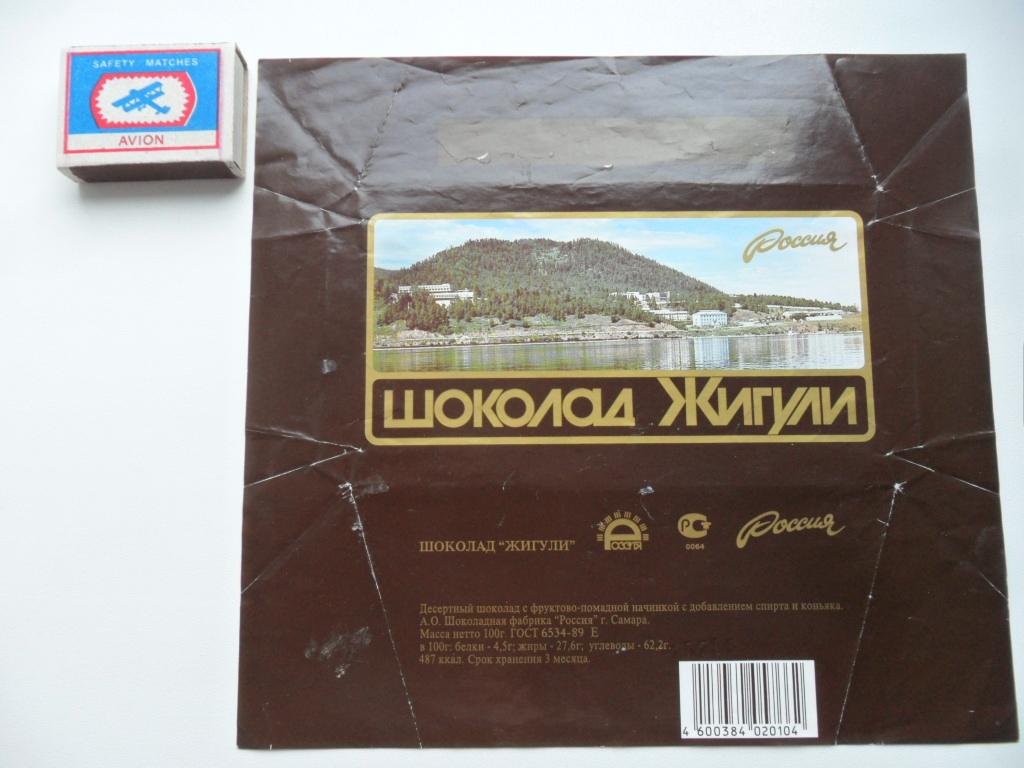 SAFETY MATCHES
AVION
Россия
ШОКОЛАД ЖИГУЛИ
ШОКОЛАД "ЖИГУЛИ"
РОССИЯ
РСТ
0064
Россия
Десертный шоколад с фруктово-помадной начинкой с добавлением спирта и коньяка.
А.О. Шоколадная фабрика "Россия" г. Самара.
Масса нетто 100г ГОСТ 6534-89 Е
в 100г: белки - 4,5г; жиры - 27,6г; углеводы - 62,2г.
487 ккал. Срок хранения 3 месяца.
4 600384 020104